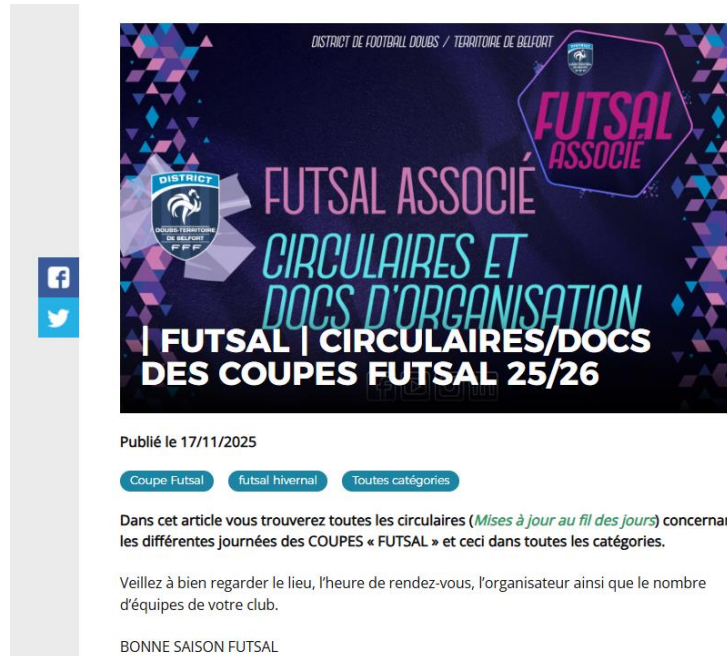 DISTRICT DE FOOTBALL DOUBS / TERRITOIRE DE BELFORT
FUTSAL
ASSOCIÉ
DISTRICT
DOUBS-TERRITOIRE
DE BELFORT
FFF
FUTSAL ASSOCIÉ
CIRCULAIRES ET
DOCS D'ORGANISATION
| FUTSAL | CIRCULAIRES/DOCS
DES COUPES FUTSAL 25/26
Publié le 17/11/2025
Coupe Futsal futsal hivernal Toutes catégories
Dans cet article vous trouverez toutes les circulaires (Mises à jour au fil des jours) concernan
les différentes journées des COUPES « FUTSAL » et ceci dans toutes les catégories.
Veillez à bien regarder le lieu, l'heure de rendez-vous, l'organisateur ainsi que le nombre
d'équipes de votre club.
BONNE SAISON FUTSAL